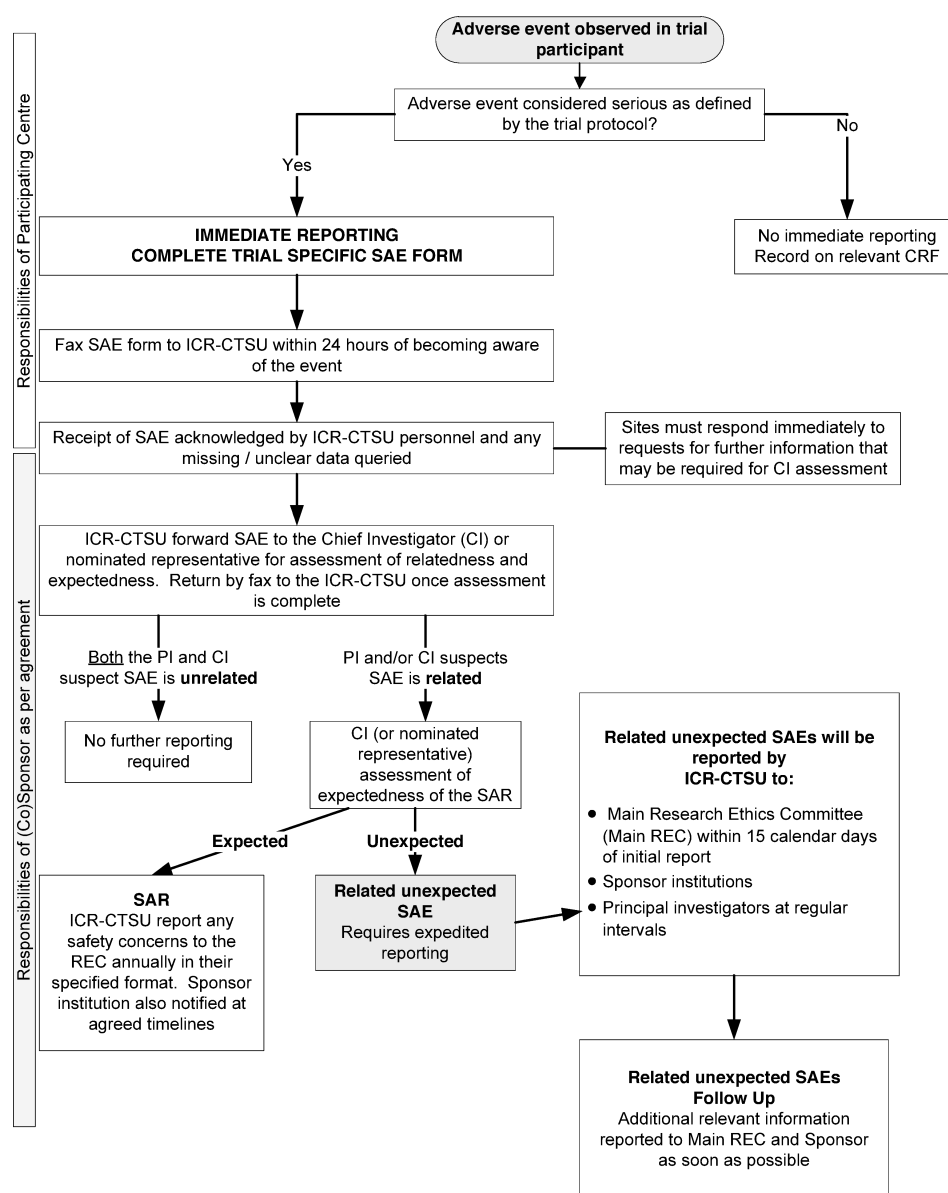 Adverse event observed in trial
participant
Adverse event considered serious as defined
by the trial protocol?
No
Yes
IMMEDIATE REPORTING
COMPLETE TRIAL SPECIFIC SAE FORM
No immediate reporting
Record on relevant CRF
Responsibilities of Participating Centre
Fax SAE form to ICR-CTSU within 24 hours of becoming aware
of the event
Receipt of SAE acknowledged by ICR-CTSU personnel and any
missing / unclear data queried
Sites must respond immediately to
requests for further information that
may be required for CI assessment
ICR-CTSU forward SAE to the Chief Investigator (CI) or
nominated representative for assessment of relatedness and
expectedness.  Return by fax to the ICR-CTSU once assessment
is complete
Responsibilities of (Co)Sponsor as per agreement
Both the PI and CI
suspect SAE is unrelated
PI and/or CI suspects
SAE is related
No further reporting
required
CI (or nominated
representative)
assessment of
expectedness of the SAR
Expected
Unexpected
SAR
ICR-CTSU report any
safety concerns to the
REC annually in their
specified format.  Sponsor
institution also notified at
agreed timelines
Related unexpected
SAE
Requires expedited
reporting
Related unexpected SAEs will be
reported by
ICR-CTSU to:
● Main Research Ethics Committee
(Main REC) within 15 calendar days
of initial report
● Sponsor institutions
● Principal investigators at regular
intervals
Related unexpected SAEs
Follow Up
Additional relevant information
reported to Main REC and Sponsor
as soon as possible